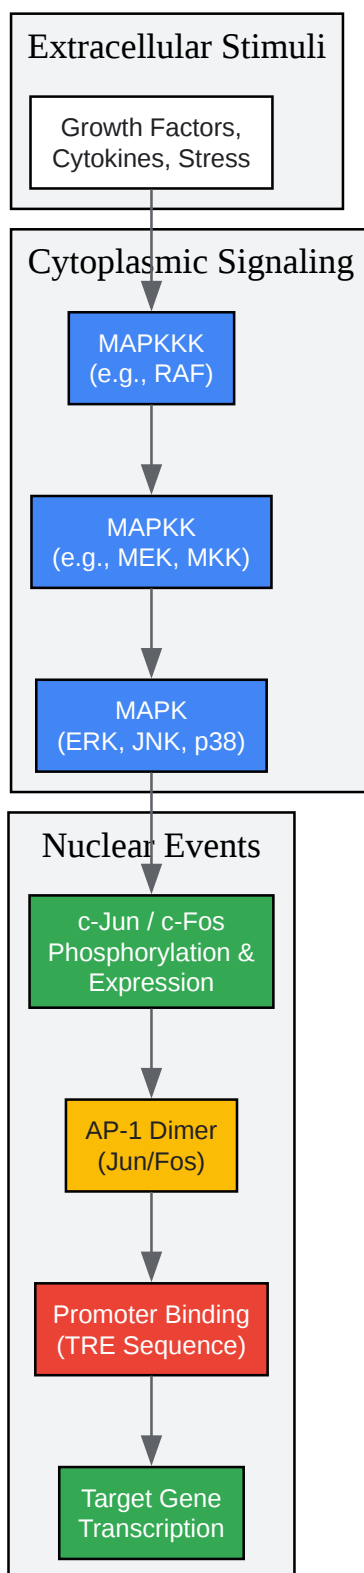 Extracellular Stimuli
Growth Factors,
Cytokines, Stress
Cytoplasmic Signaling
MAPKKK
(e.g., RAF)
MAPKK
(e.g., MEK, MKK)
MAPK
(ERK, JNK, p38)
Nuclear Events
c-Jun / c-Fos
Phosphorylation &
Expression
AP-1 Dimer
(Jun/Fos)
Promoter Binding
(TRE Sequence)
Target Gene
Transcription